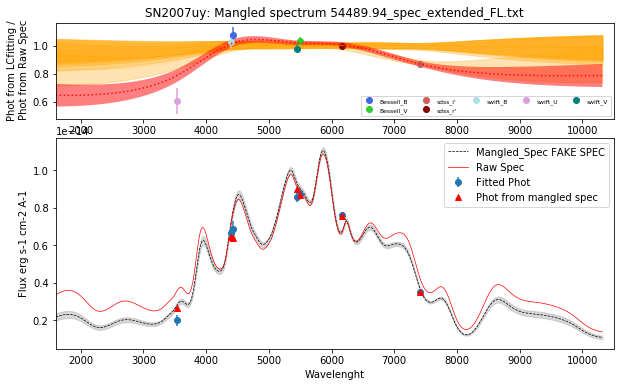 SN2007uy: Mangled spectrum 54489.94_spec_extended_FL.txt
Phot from LCfitting /
Phot from Raw Spec
1.0
0.8
0.6
Bessell_B
Bessell_V
sdss_i'
sdss_r'
swift_B
swift_U
swift_V
2000 3000 4000 5000 6000 7000 8000 9000 10000
1e−14
Flux erg s-1 cm-2 A-1
1.0
0.8
0.6
0.4
0.2
Mangled_Spec FAKE SPEC
Raw Spec
Fitted Phot
Phot from mangled spec
2000 3000 4000 5000 6000 7000 8000 9000 10000
Wavelenght